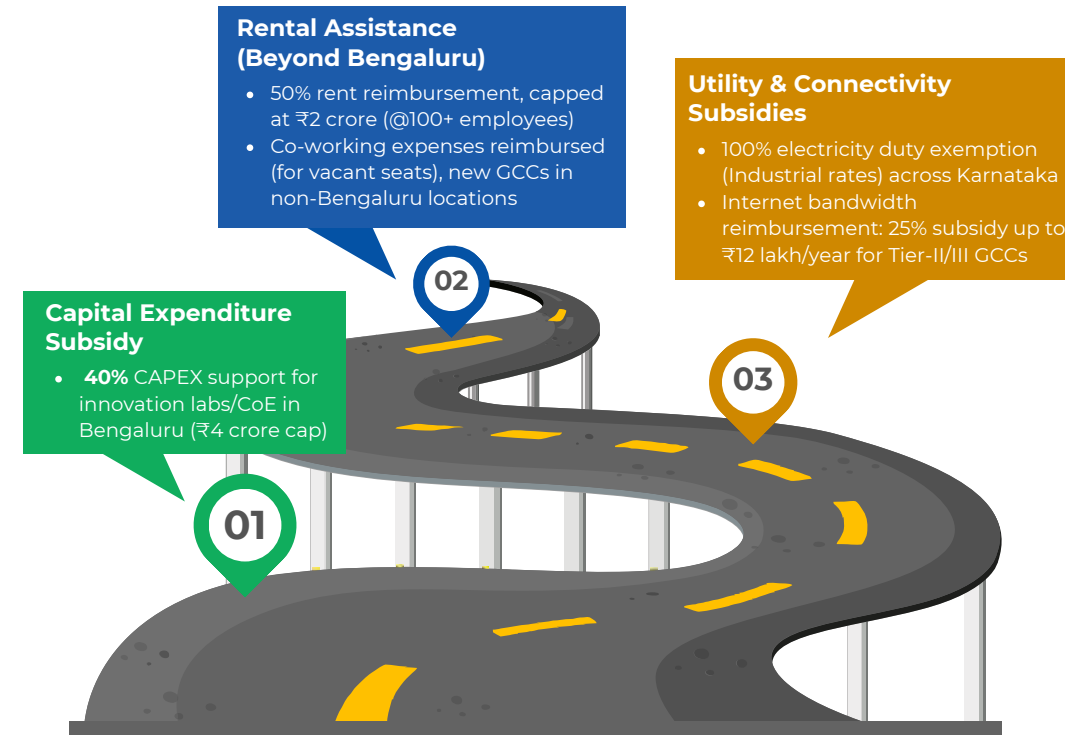 Rental Assistance
(Beyond Bengaluru)
• 50% rent reimbursement, capped
at ₹2 crore (@100+ employees)
• Co-working expenses reimbursed
(for vacant seats), new GCCs in
non-Bengaluru locations
Utility & Connectivity
Subsidies
• 100% electricity duty exemption
(Industrial rates) across Karnataka
• Internet bandwidth
reimbursement: 25% subsidy up to
₹12 lakh/year for Tier-II/III GCCs
02
Capital Expenditure
Subsidy
• 40% CAPEX support for
innovation labs/CoE in
Bengaluru (₹4 crore cap)
03
01